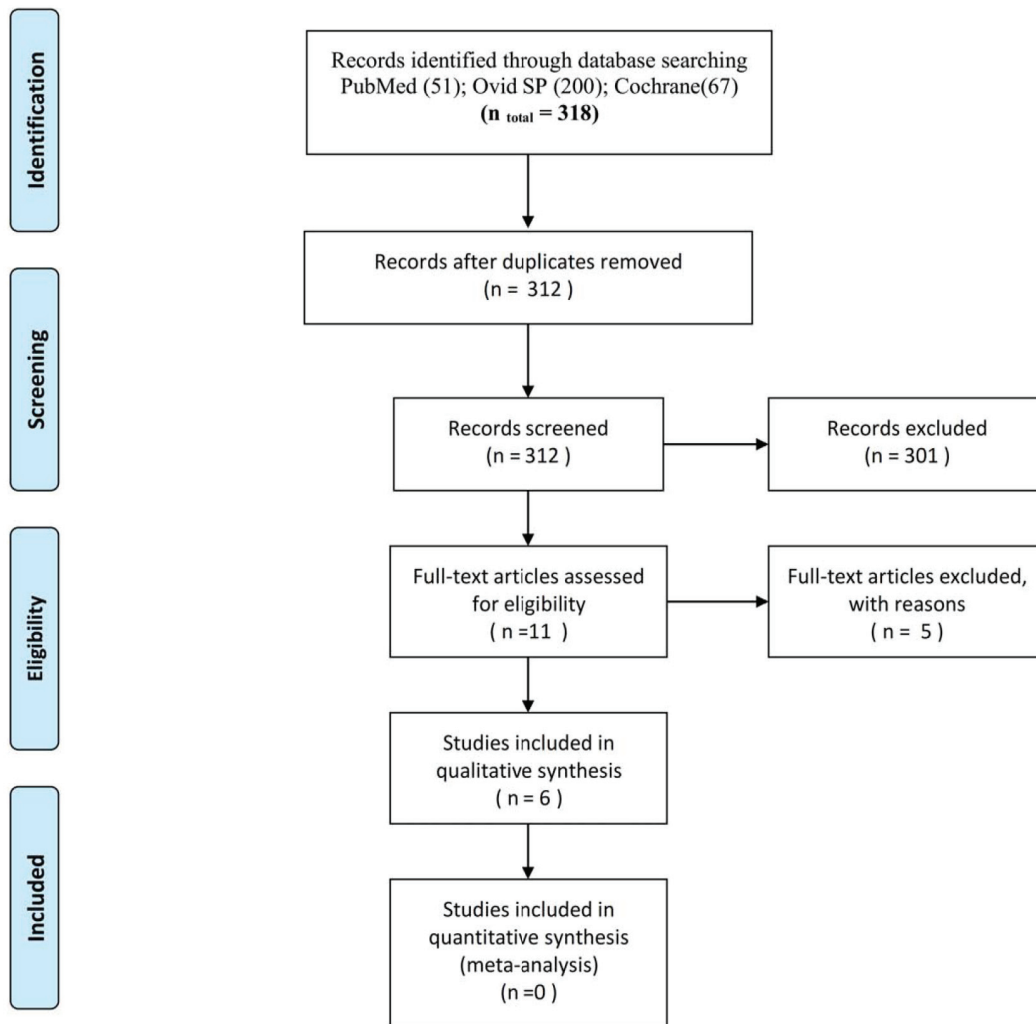 Identification
Records identified through database searching
PubMed (51); Ovid SP (200); Cochrane(67)
(n total = 318)
Records after duplicates removed
(n = 312 )
Screening
Records screened
(n = 312 )
Records excluded
(n = 301 )
Eligibility
Full-text articles assessed
for eligibility
( n =11 )
Full-text articles excluded,
with reasons
( n = 5 )
Studies included in
qualitative synthesis
( n = 6 )
Included
Studies included in
quantitative synthesis
(meta-analysis)
(n =0 )